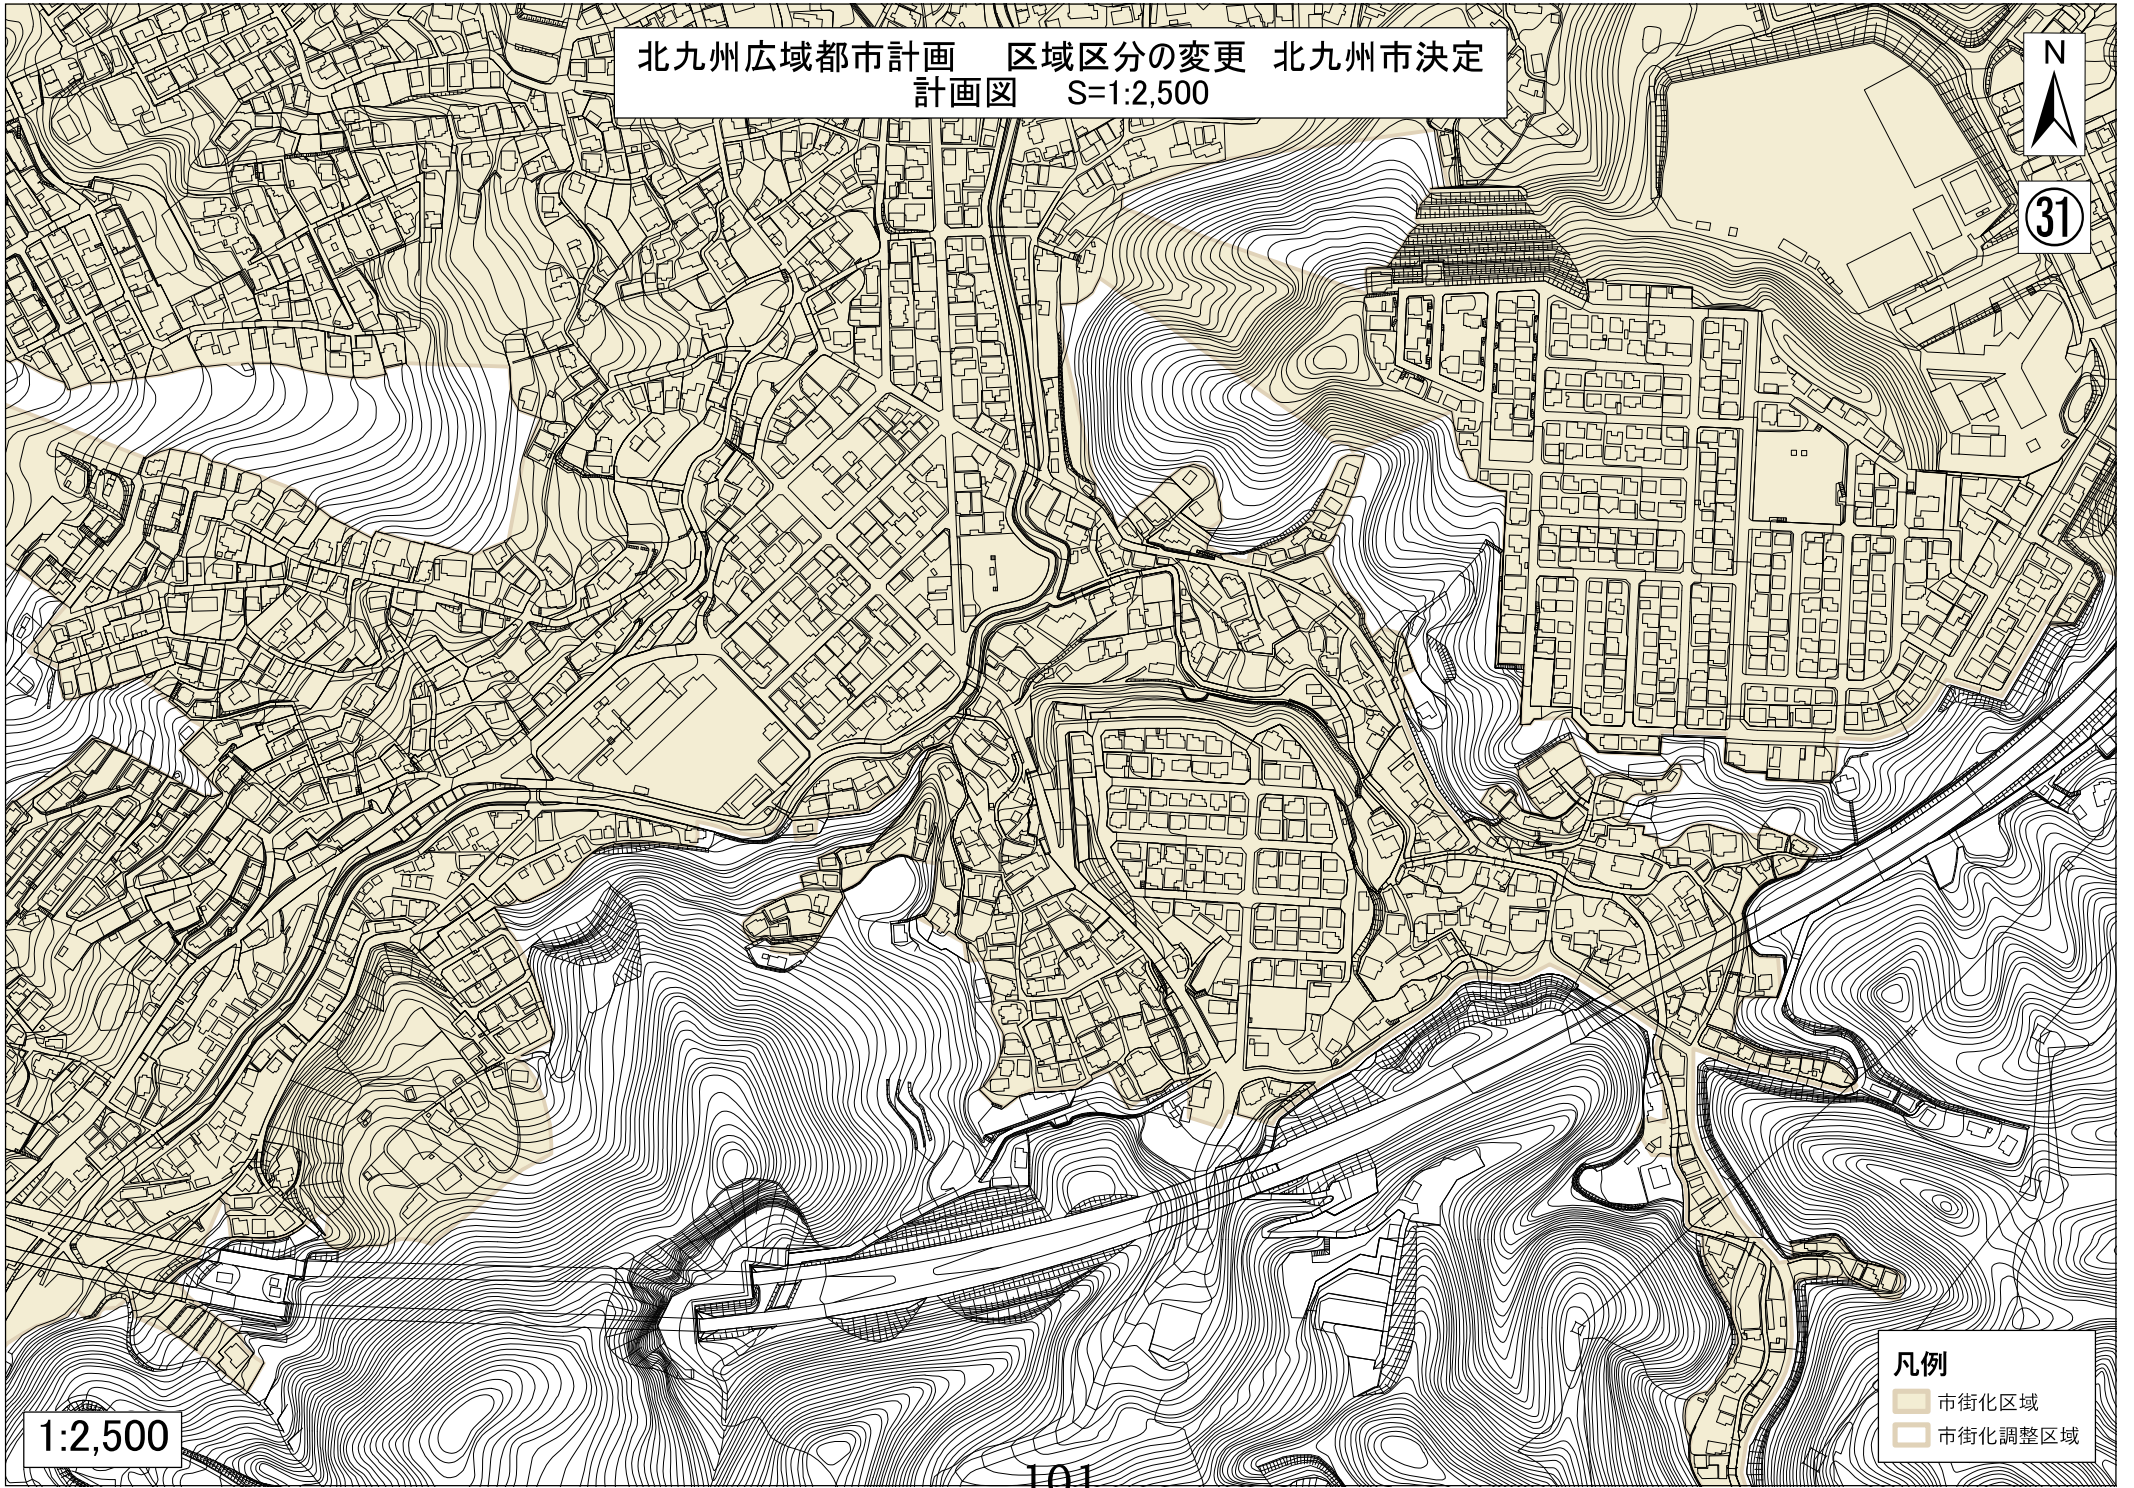 北九州広域都市計画　区域区分の変更　北九州市決定
計画図　S=1:2,500
N
㉛
凡例
市街化区域
市街化調整区域
1:2,500
101